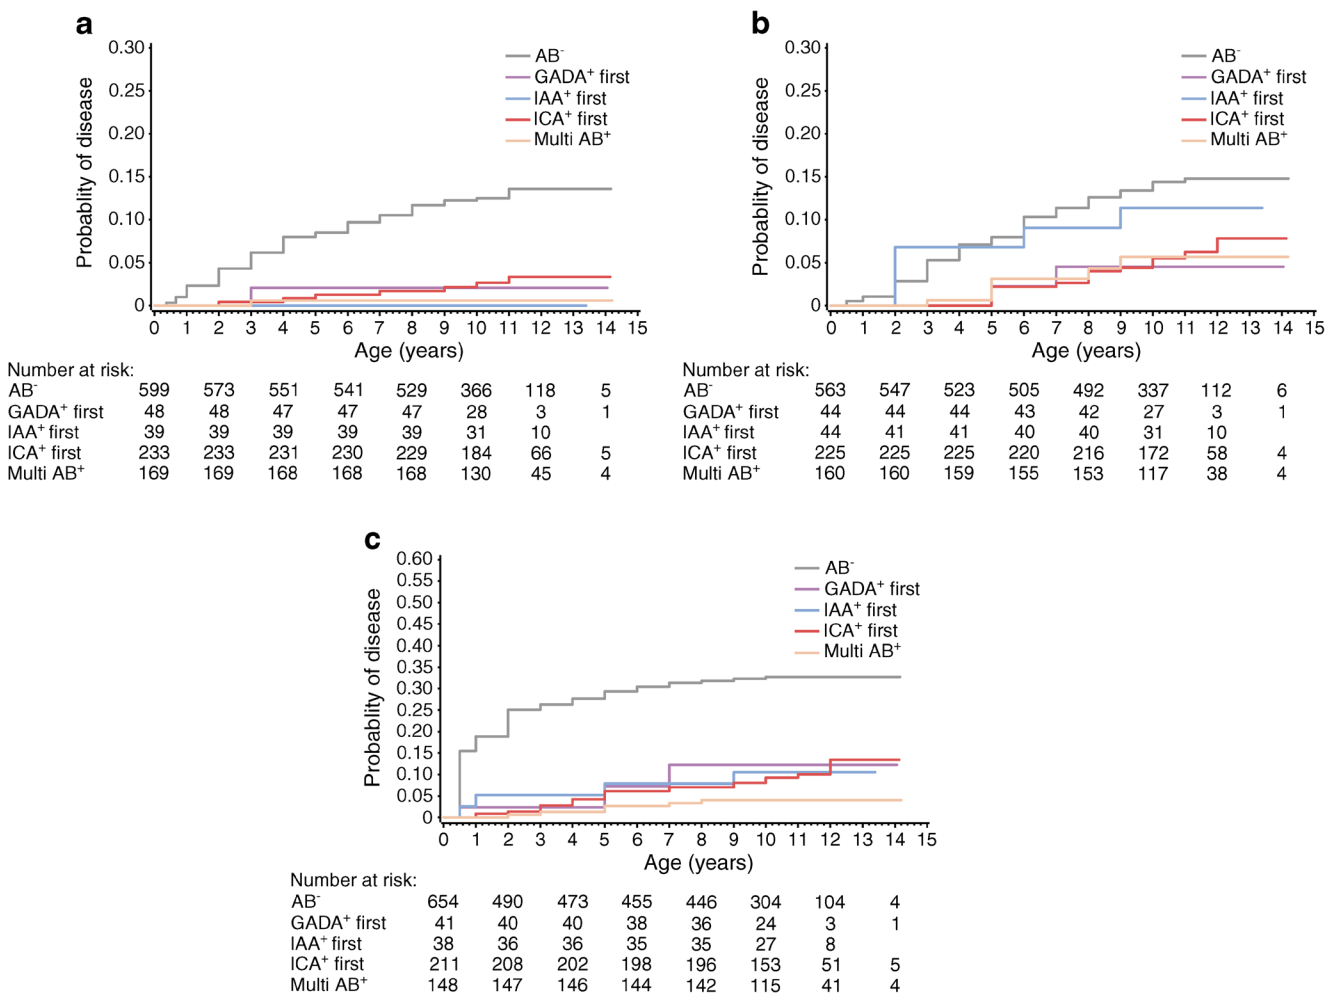 a
0.30
0.25
0.20
0.15
0.10
0.05
0
Probablity of disease
AB-
GADA+ first
IAA+ first
ICA+ first
Multi AB+
0 1 2 3 4 5 6 7 8 9 10 11 12 13 14 15
Age (years)
Number at risk:
AB- 599 573 551 541 529 366 118 5
GADA+ first 48 48 47 47 47 28 3 1
IAA+ first 39 39 39 39 39 31 10
ICA+ first 233 233 231 230 229 184 66 5
Multi AB+ 169 169 168 168 168 130 45 4
b
0.30
0.25
0.20
0.15
0.10
0.05
0
Probablity of disease
AB-
GADA+ first
IAA+ first
ICA+ first
Multi AB+
0 1 2 3 4 5 6 7 8 9 10 11 12 13 14 15
Age (years)
Number at risk:
AB- 563 547 523 505 492 337 112 6
GADA+ first 44 44 44 43 42 27 3 1
IAA+ first 44 41 41 40 40 31 10
ICA+ first 225 225 225 220 216 172 58 4
Multi AB+ 160 160 159 155 153 117 38 4
c
0.60
0.55
0.50
0.45
0.40
0.35
0.30
0.25
0.20
0.15
0.10
0.05
0
Probablity of disease
AB-
GADA+ first
IAA+ first
ICA+ first
Multi AB+
0 1 2 3 4 5 6 7 8 9 10 11 12 13 14 15
Age (years)
Number at risk:
AB- 654 490 473 455 446 304 104 4
GADA+ first 41 40 40 38 36 24 3 1
IAA+ first 38 36 36 35 35 27 8
ICA+ first 211 208 202 198 196 153 51 5
Multi AB+ 148 147 146 144 142 115 41 4